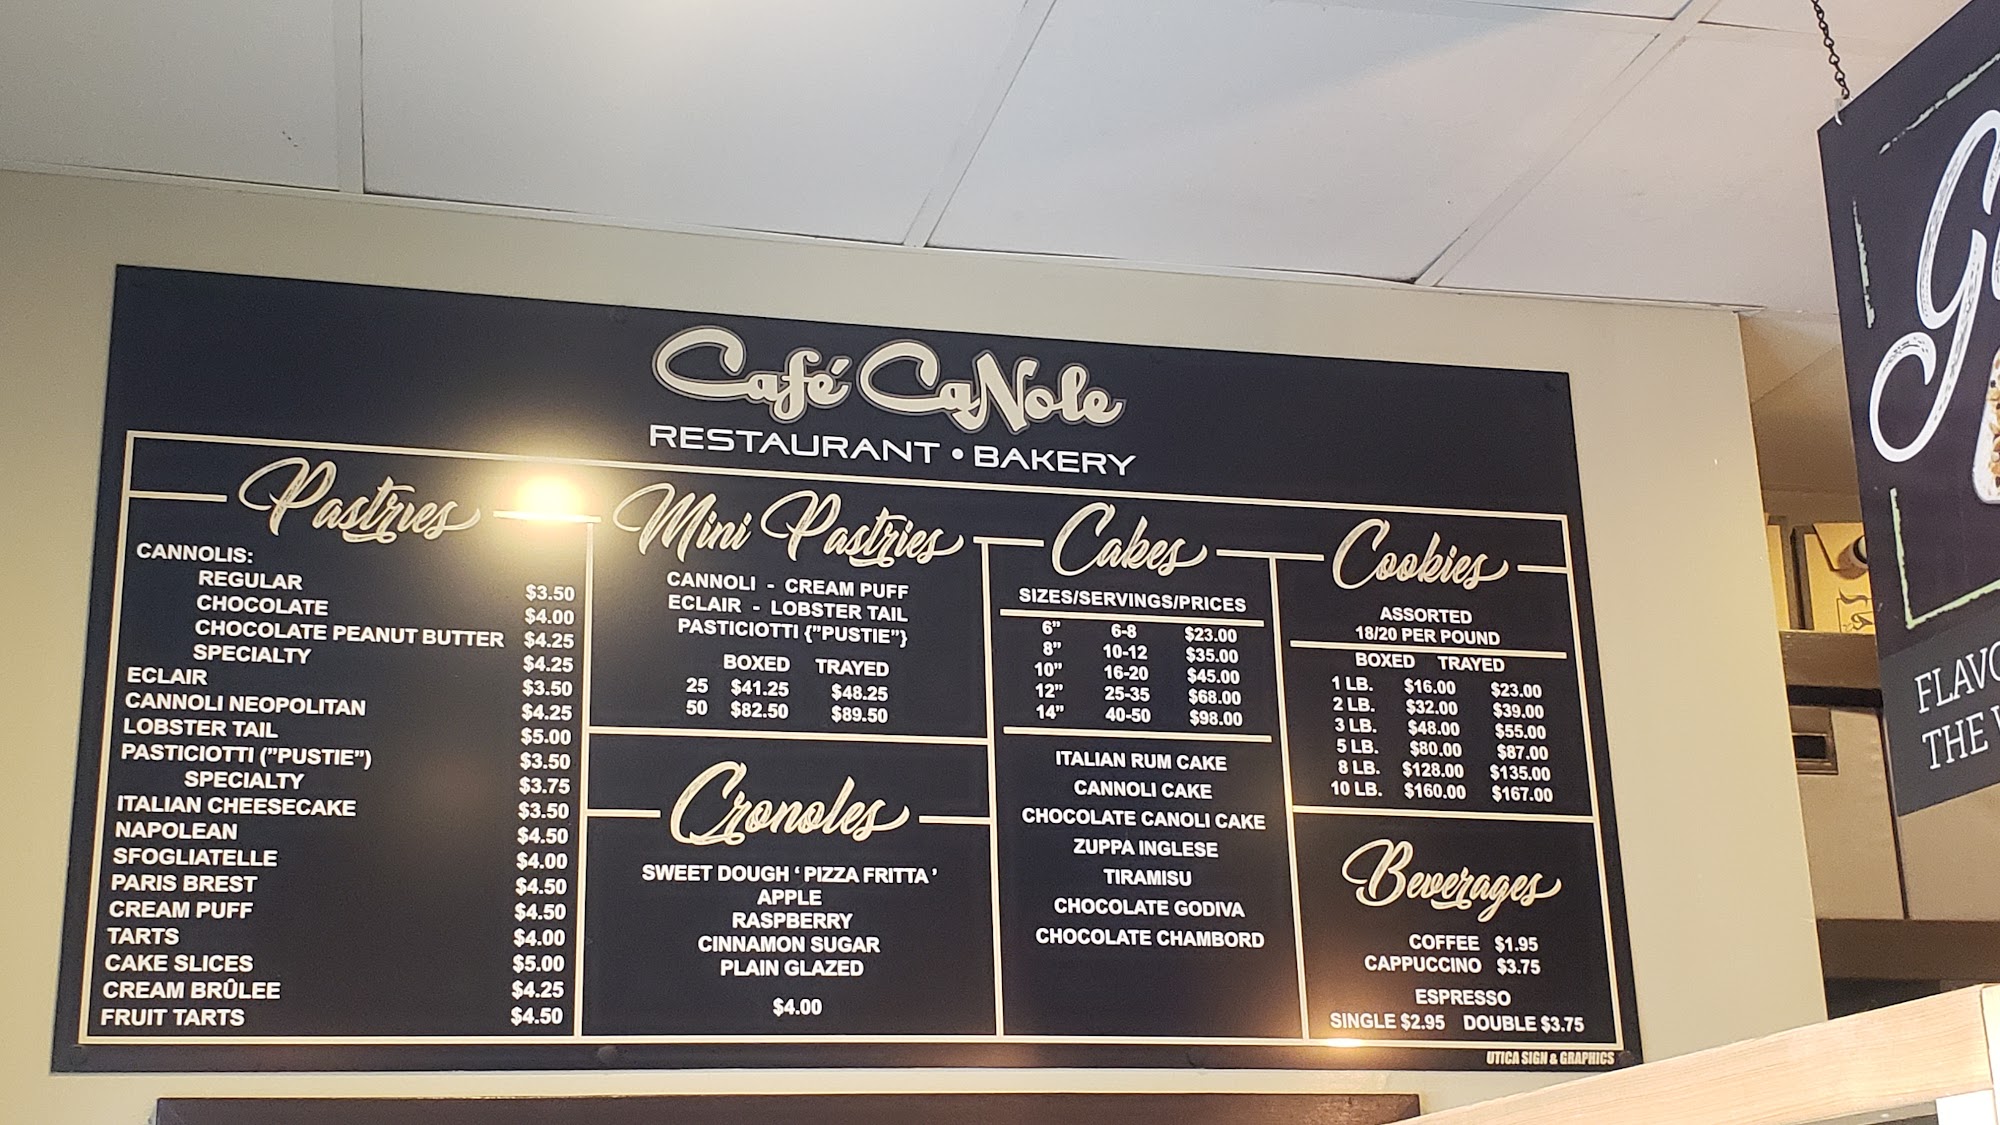 Café CaNole
RESTAURANT • BAKERY
Pastries
CANNOLIS:
REGULAR $3.50
CHOCOLATE $4.00
CHOCOLATE PEANUT BUTTER $4.25
SPECIALTY $4.25
ECLAIR $3.50
CANNOLI NEOPOLITAN $4.25
LOBSTER TAIL $5.00
PASTICIOTTI ("PUSTIE") $3.50
SPECIALTY $3.75
ITALIAN CHEESECAKE $3.50
NAPOLEAN $4.50
SFOGLIATELLE $4.00
PARIS BREST $4.50
CREAM PUFF $4.50
TARTS $4.00
CAKE SLICES $5.00
CREAM BRÛLEE $4.25
FRUIT TARTS $4.50
Mini Pastries
CANNOLI - CREAM PUFF
ECLAIR - LOBSTER TAIL
PASTICIOTTI {"PUSTIE"}
BOXED TRAYED
25 $41.25 $48.25
50 $82.50 $89.50
Cronoles
SWEET DOUGH ‘ PIZZA FRITTA ’
APPLE
RASPBERRY
CINNAMON SUGAR
PLAIN GLAZED
$4.00
Cakes
SIZES/SERVINGS/PRICES
6" 6-8 $23.00
8" 10-12 $35.00
10" 16-20 $45.00
12" 25-35 $68.00
14" 40-50 $98.00
ITALIAN RUM CAKE
CANNOLI CAKE
CHOCOLATE CANOLI CAKE
ZUPPA INGLESE
TIRAMISU
CHOCOLATE GODIVA
CHOCOLATE CHAMBORD
Cookies
ASSORTED
18/20 PER POUND
BOXED TRAYED
1 LB. $16.00 $23.00
2 LB. $32.00 $39.00
3 LB. $48.00 $55.00
5 LB. $80.00 $87.00
8 LB. $128.00 $135.00
10 LB. $160.00 $167.00
Beverages
COFFEE $1.95
CAPPUCCINO $3.75
ESPRESSO
SINGLE $2.95 DOUBLE $3.75
UTICA SIGN & GRAPHICS
FLAVO
THE